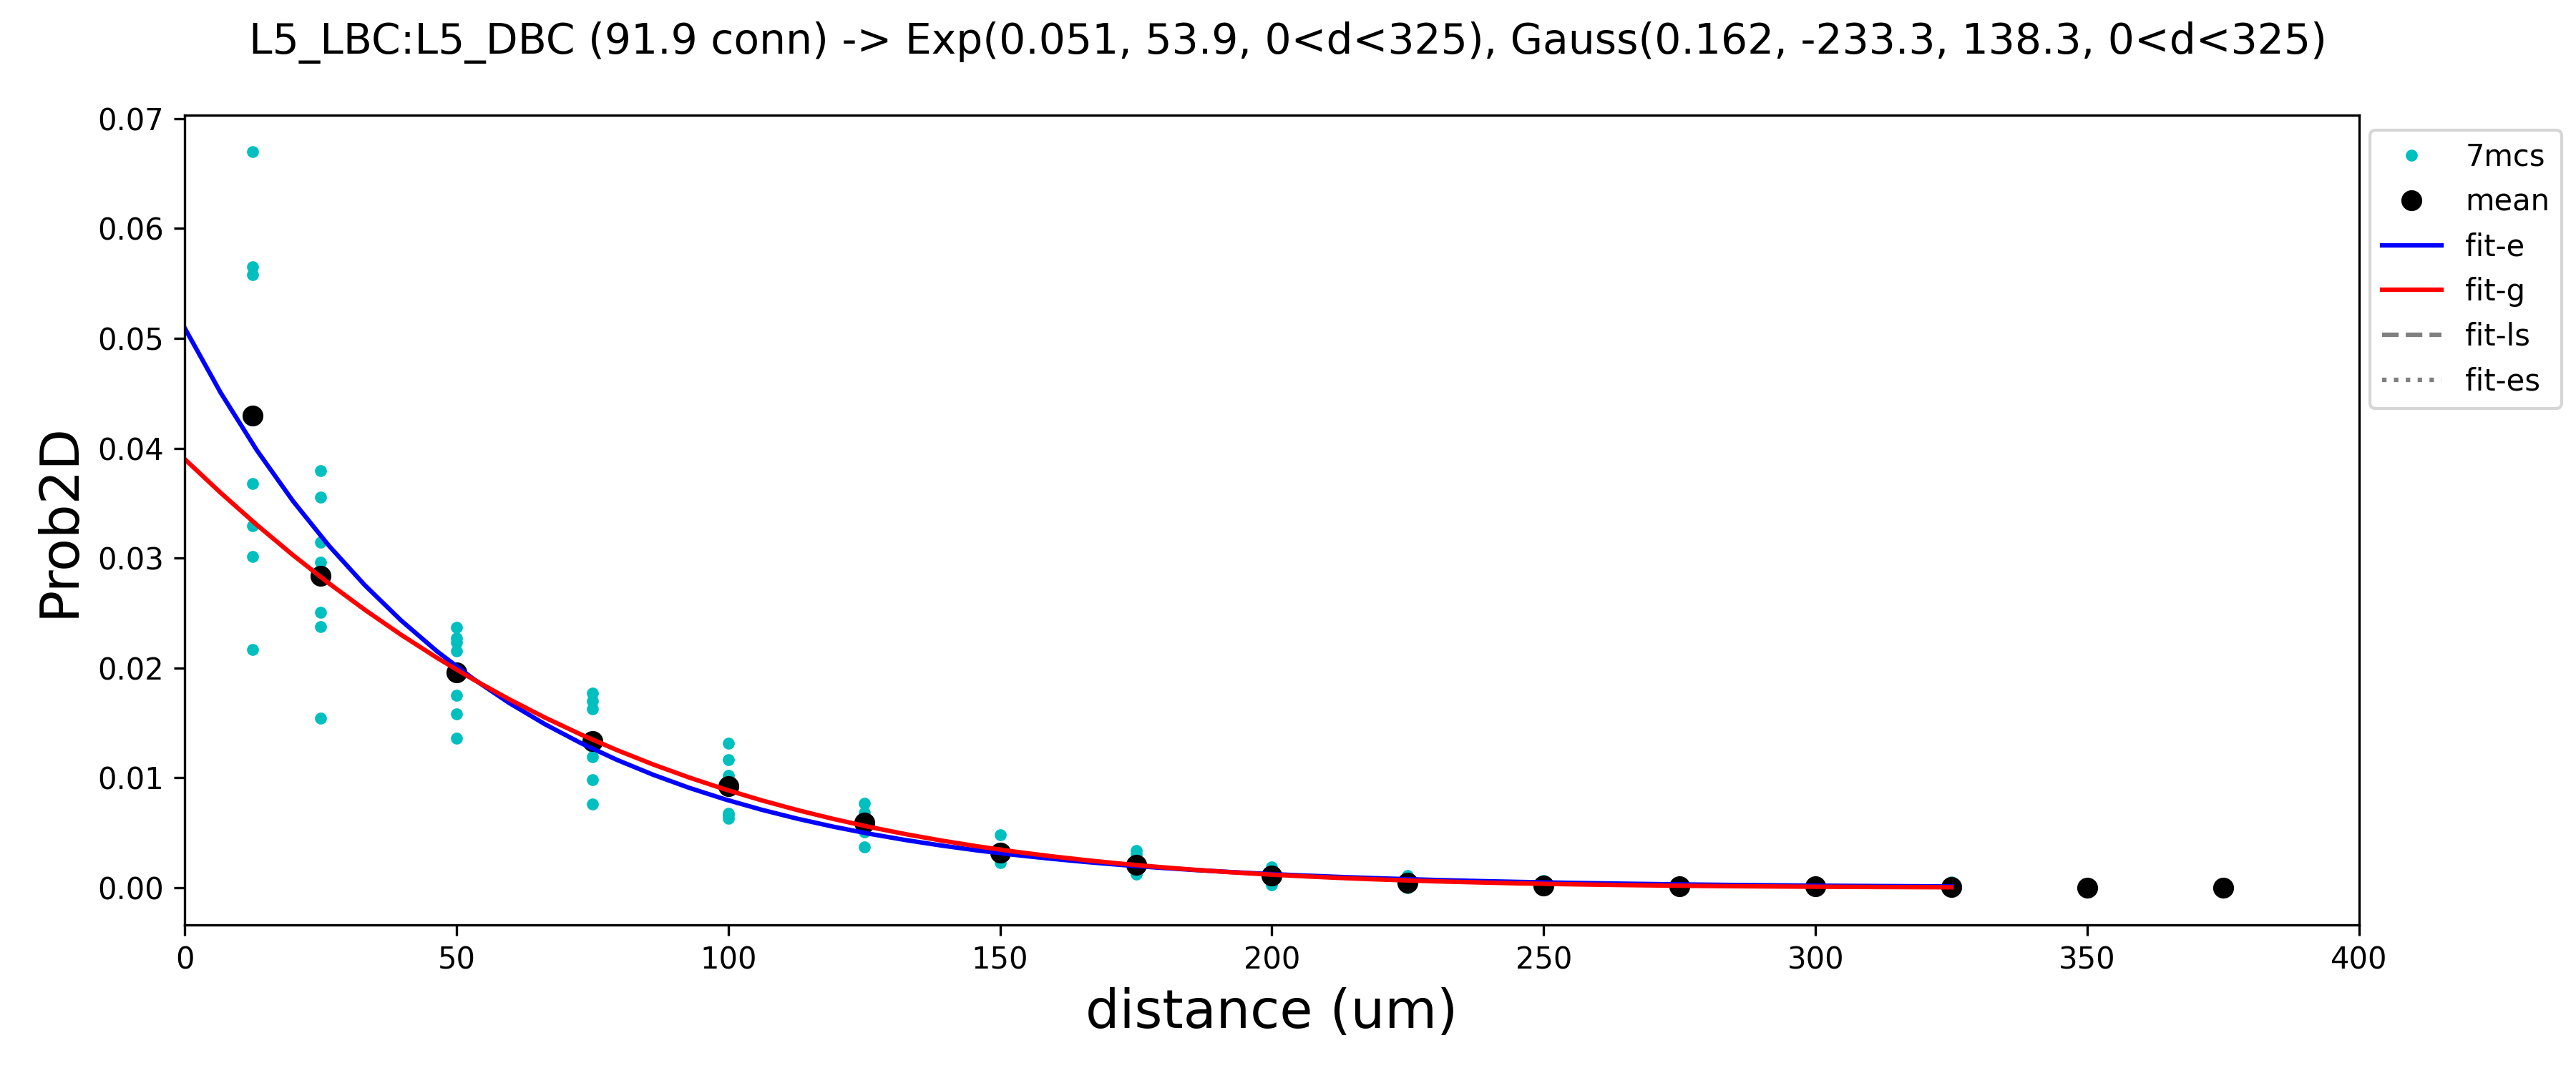 L5_LBC:L5_DBC (91.9 conn) -> Exp(0.051, 53.9, 0<d<325), Gauss(0.162, -233.3, 138.3, 0<d<325)
0.07
0.06
0.05
0.04
0.03
0.02
0.01
0.00
Prob2D
0 50 100 150 200 250 300 350 400
distance (um)
7mcs
mean
fit-e
fit-g
fit-ls
fit-es